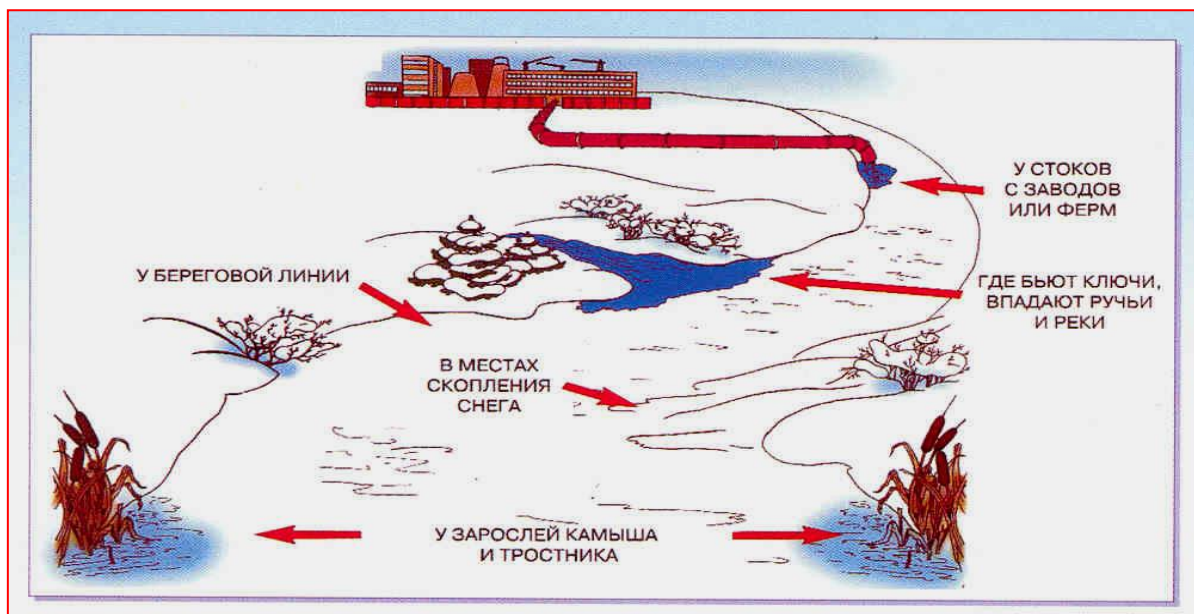 У СТОКОВ
С ЗАВОДОВ
ИЛИ ФЕРМ
У БЕРЕГОВОЙ ЛИНИИ
ГДЕ БЬЮТ КЛЮЧИ,
ВПАДАЮТ РУЧЬИ
И РЕКИ
В МЕСТАХ
СКОПЛЕНИЯ
СНЕГА
У ЗАРОСЛЕЙ КАМЫША
И ТРОСТНИКА